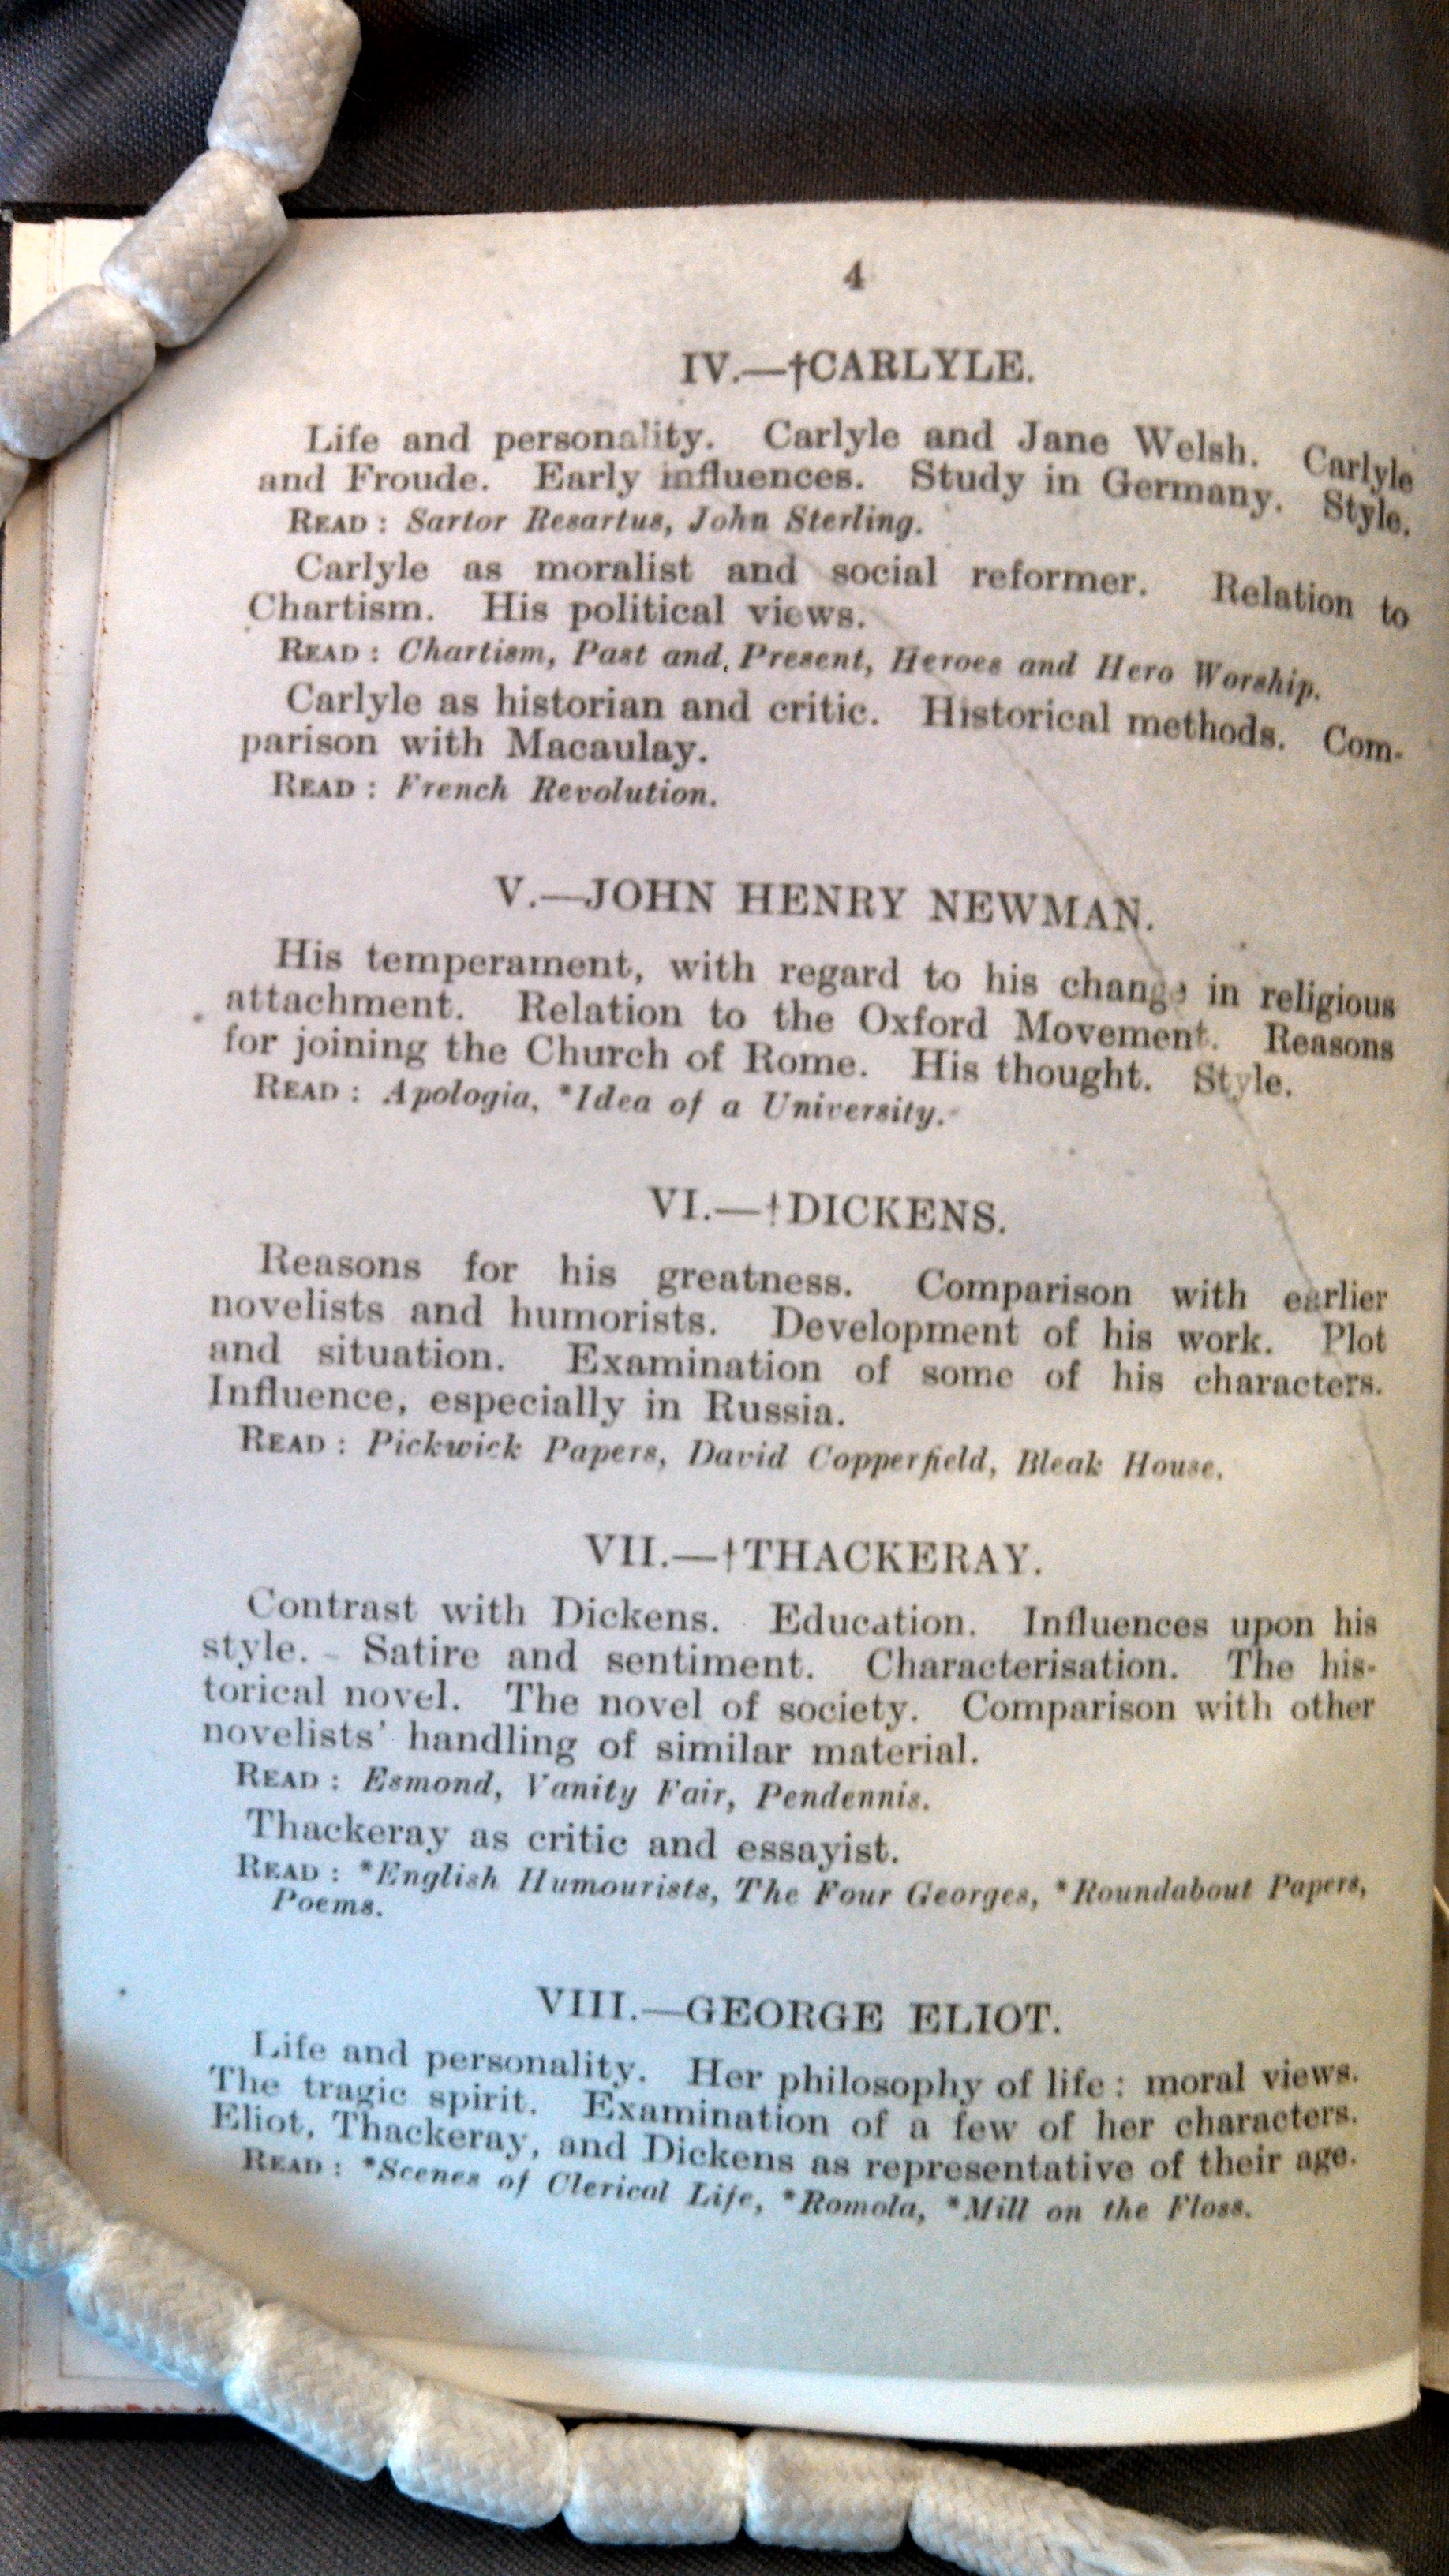 4
IV.—†CARLYLE.
Life and personality. Carlyle and Jane Welsh. Carlyle
and Froude. Early influences. Study in Germany. Style.
READ : Sartor Resartus, John Sterling.
Carlyle as moralist and social reformer. Relation to
Chartism. His political views.
READ : Chartism, Past and Present, Heroes and Hero Worship.
Carlyle as historian and critic. Historical methods. Com-
parison with Macaulay.
READ : French Revolution.
V.—JOHN HENRY NEWMAN.
His temperament, with regard to his change in religious
attachment. Relation to the Oxford Movement. Reasons
for joining the Church of Rome. His thought. Style.
READ : Apologia, *Idea of a University.
VI.—†DICKENS.
Reasons for his greatness. Comparison with earlier
novelists and humorists. Development of his work. Plot
and situation. Examination of some of his characters.
Influence, especially in Russia.
READ : Pickwick Papers, David Copperfield, Bleak House.
VII.—†THACKERAY.
Contrast with Dickens. Education. Influences upon his
style. Satire and sentiment. Characterisation. The his-
torical novel. The novel of society. Comparison with other
novelists' handling of similar material.
READ : Esmond, Vanity Fair, Pendennis.
Thackeray as critic and essayist.
READ : *English Humourists, The Four Georges, *Roundabout Papers,
Poems.
VIII.—GEORGE ELIOT.
Life and personality. Her philosophy of life : moral views.
The tragic spirit. Examination of a few of her characters.
Eliot, Thackeray, and Dickens as representative of their age.
READ : *Scenes of Clerical Life, *Romola, *Mill on the Floss.